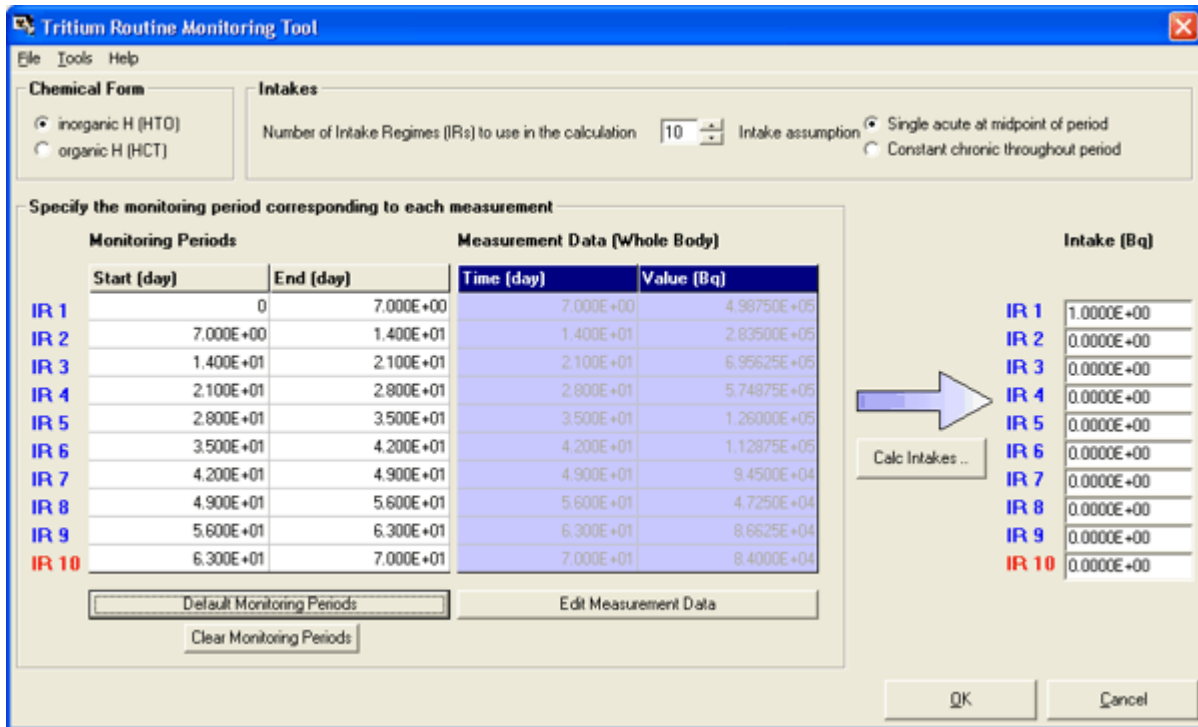 Tritium Routine Monitoring Tool
File Tools Help
Chemical Form
inorganic H (HTO)
organic H (HCT)
Intakes
Number of Intake Regimes (IRs) to use in the calculation 10 Intake assumption
Single acute at midpoint of period
Constant chronic throughout period
Specify the monitoring period corresponding to each measurement
Monitoring Periods Measurement Data (Whole Body) Intake (Bq)
Start (day) End (day) Time (day) Value (Bq)
IR 1 0 7.000E+00 7.000E+00 4.98750E+05 IR 1 1.0000E+00
IR 2 7.000E+00 1.400E+01 1.400E+01 2.83500E+05 IR 2 0.0000E+00
IR 3 1.400E+01 2.100E+01 2.100E+01 6.95625E+05 IR 3 0.0000E+00
IR 4 2.100E+01 2.800E+01 2.800E+01 5.74875E+05 IR 4 0.0000E+00
IR 5 2.800E+01 3.500E+01 3.500E+01 1.26000E+05 IR 5 0.0000E+00
IR 6 3.500E+01 4.200E+01 4.200E+01 1.12875E+05 IR 6 0.0000E+00
IR 7 4.200E+01 4.900E+01 4.900E+01 9.4500E+04 IR 7 0.0000E+00
IR 8 4.900E+01 5.600E+01 5.600E+01 4.7250E+04 IR 8 0.0000E+00
IR 9 5.600E+01 6.300E+01 6.300E+01 8.6625E+04 IR 9 0.0000E+00
IR 10 6.300E+01 7.000E+01 7.000E+01 8.4000E+04 IR 10 0.0000E+00
Calc Intakes ..
Default Monitoring Periods Edit Measurement Data
Clear Monitoring Periods
OK Cancel